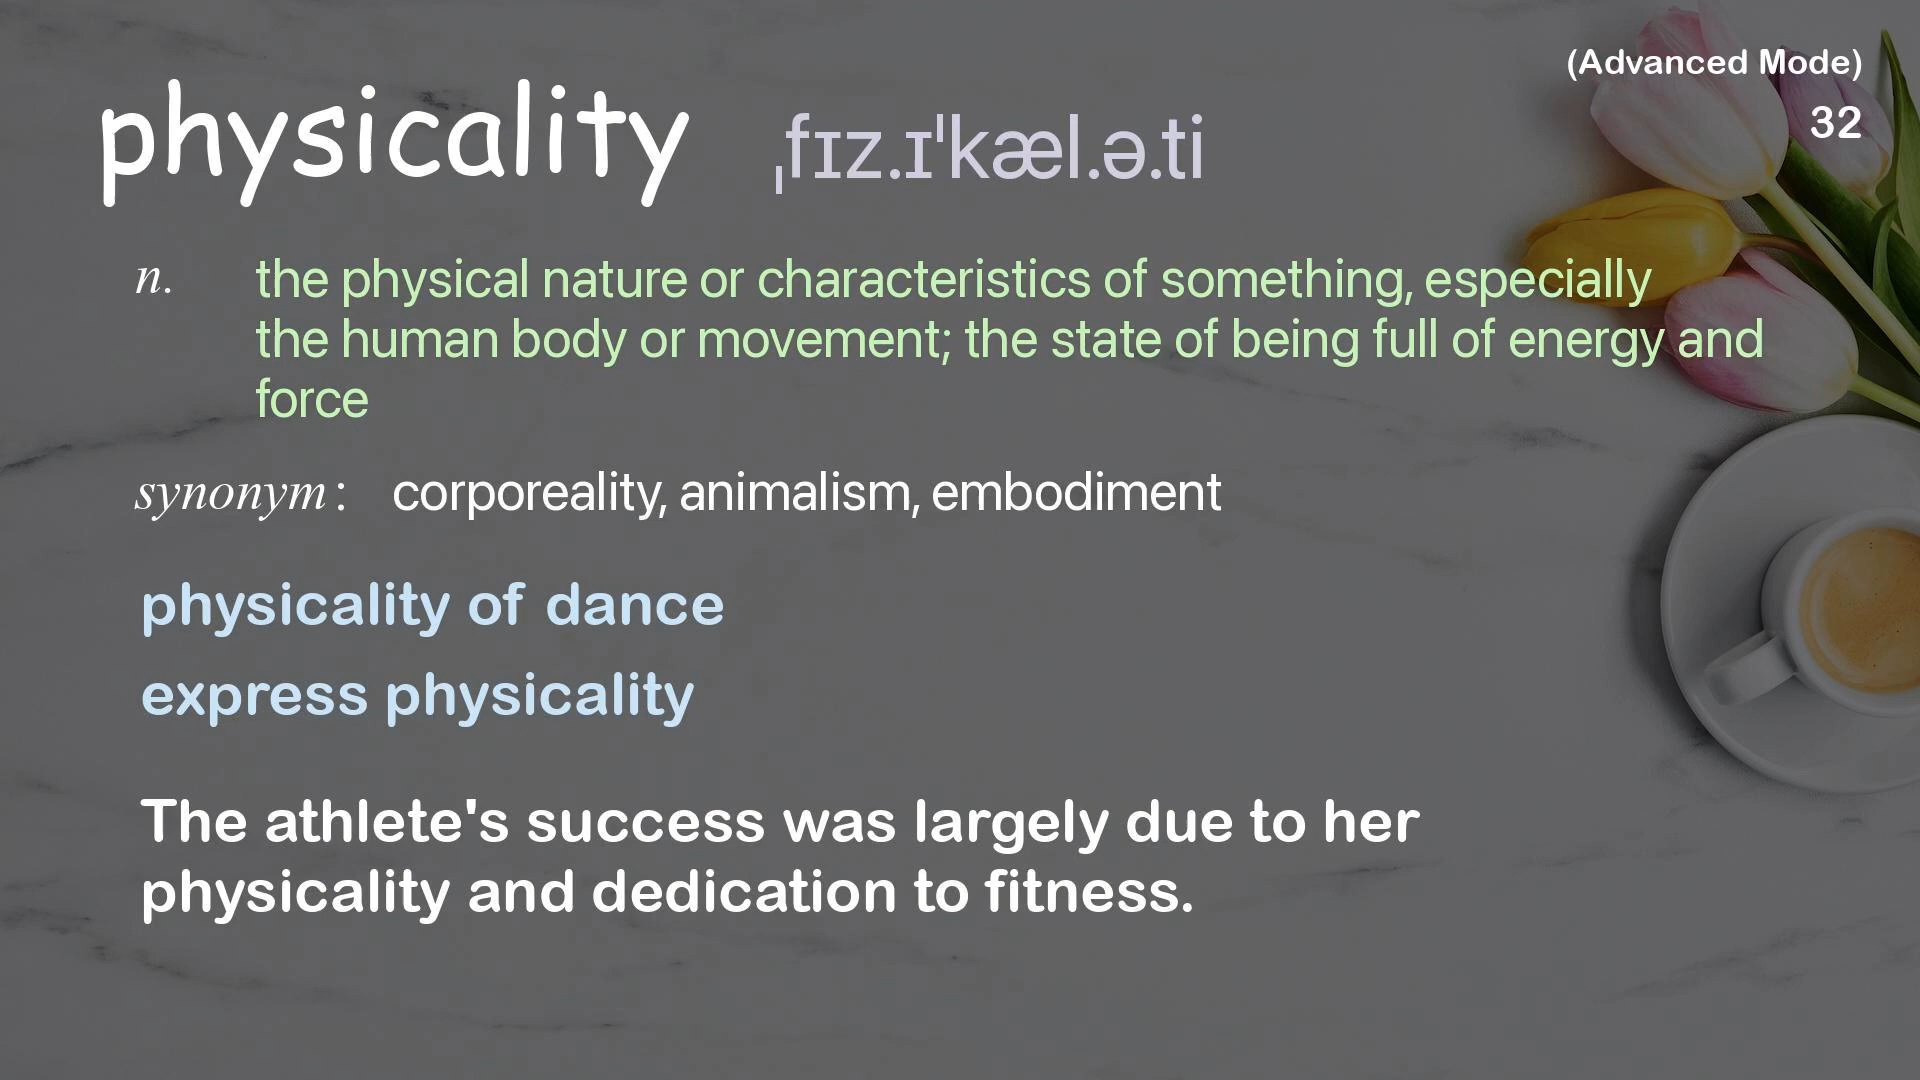 (Advanced Mode)
physicality ˌfɪz.ɪˈkæl.ə.ti
32
n. the physical nature or characteristics of something, especially
the human body or movement; the state of being full of energy and
force
synonym: corporeality, animalism, embodiment
physicality of dance
express physicality
The athlete's success was largely due to her
physicality and dedication to fitness.